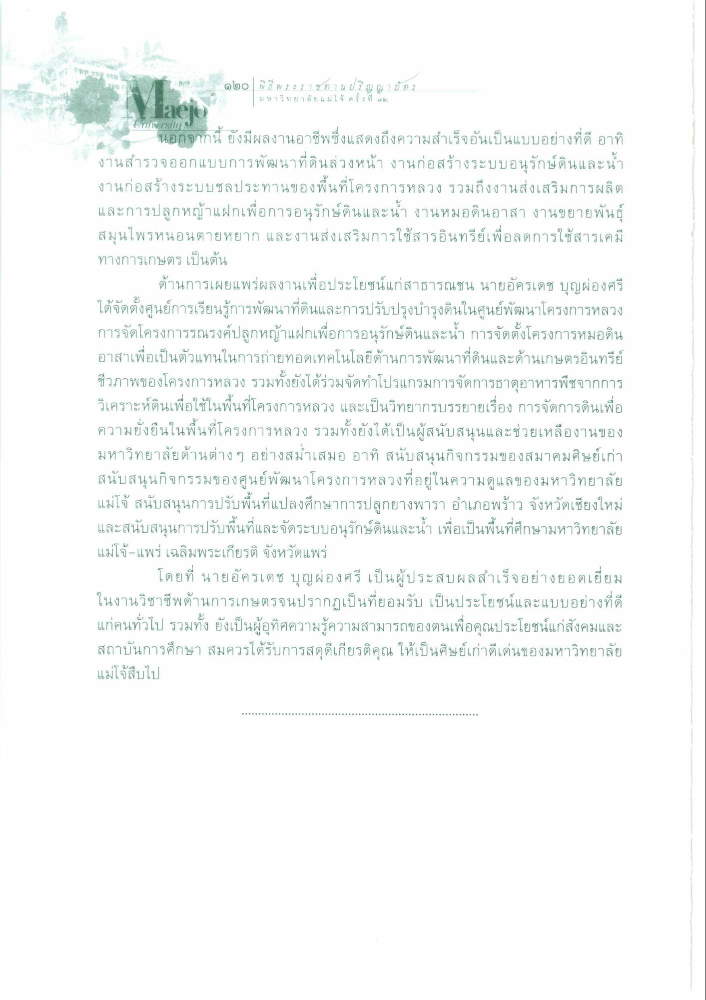 ๑๒๐ พิธีพระราชทานปริญญาบัตร
มหาวิทยาลัยแม่โจ้ ครั้งที่ ๓๒
Maejo
University
นอกจากนี้ ยังมีผลงานอาชีพซึ่งแสดงถึงความสำเร็จอันเป็นแบบอย่างที่ดี อาทิ
งานสำรวจออกแบบการพัฒนาที่ดินล่วงหน้า งานก่อสร้างระบบอนุรักษ์ดินและน้ำ
งานก่อสร้างระบบชลประทานของพื้นที่โครงการหลวง รวมถึงงานส่งเสริมการผลิต
และการปลูกหญ้าแฝกเพื่อการอนุรักษ์ดินและน้ำ งานหมอดินอาสา งานขยายพันธุ์
สมุนไพรหนอนตายหยาก และงานส่งเสริมการใช้สารอินทรีย์เพื่อลดการใช้สารเคมี
ทางการเกษตร เป็นต้น
ด้านการเผยแพร่ผลงานเพื่อประโยชน์แก่สาธารณชน นายอัครเดช บุญผ่องศรี
ได้จัดตั้งศูนย์การเรียนรู้การพัฒนาที่ดินและการปรับปรุงบำรุงดินในศูนย์พัฒนาโครงการหลวง
การจัดโครงการรณรงค์ปลูกหญ้าแฝกเพื่อการอนุรักษ์ดินและน้ำ การจัดตั้งโครงการหมอดิน
อาสาเพื่อเป็นตัวแทนในการถ่ายทอดเทคโนโลยีด้านการพัฒนาที่ดินและด้านเกษตรอินทรีย์
ชีวภาพของโครงการหลวง รวมทั้งยังได้ร่วมจัดทำโปรแกรมการจัดการธาตุอาหารพืชจากการ
วิเคราะห์ดินเพื่อใช้ในพื้นที่โครงการหลวง และเป็นวิทยากรบรรยายเรื่อง การจัดการดินเพื่อ
ความยั่งยืนในพื้นที่โครงการหลวง รวมทั้งยังได้เป็นผู้สนับสนุนและช่วยเหลืองานของ
มหาวิทยาลัยด้านต่างๆ อย่างสม่ำเสมอ อาทิ สนับสนุนกิจกรรมของสมาคมศิษย์เก่า
สนับสนุนกิจกรรมของศูนย์พัฒนาโครงการหลวงที่อยู่ในความดูแลของมหาวิทยาลัย
แม่โจ้ สนับสนุนการปรับพื้นที่แปลงศึกษาการปลูกยางพารา อำเภอพร้าว จังหวัดเชียงใหม่
และสนับสนุนการปรับพื้นที่และจัดระบบอนุรักษ์ดินและน้ำ เพื่อเป็นพื้นที่ศึกษามหาวิทยาลัย
แม่โจ้-แพร่ เฉลิมพระเกียรติ จังหวัดแพร่
โดยที่ นายอัครเดช บุญผ่องศรี เป็นผู้ประสบผลสำเร็จอย่างยอดเยี่ยม
ในงานวิชาชีพด้านการเกษตรจนปรากฏเป็นที่ยอมรับ เป็นประโยชน์และแบบอย่างที่ดี
แก่คนทั่วไป รวมทั้ง ยังเป็นผู้อุทิศความรู้ความสามารถของตนเพื่อคุณประโยชน์แก่สังคมและ
สถาบันการศึกษา สมควรได้รับการสดุดีเกียรติคุณ ให้เป็นศิษย์เก่าดีเด่นของมหาวิทยาลัย
แม่โจ้สืบไป